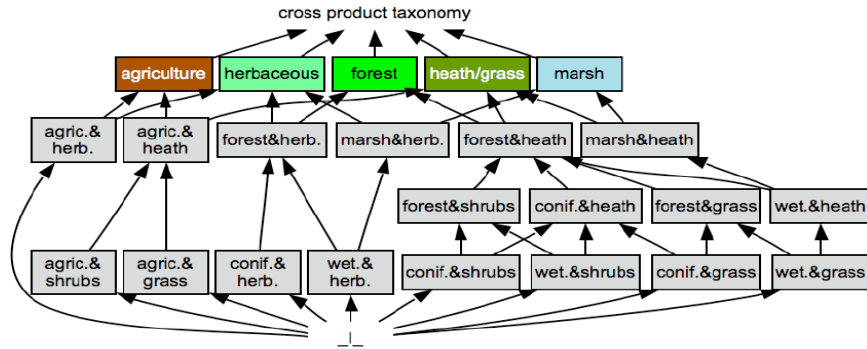 cross product taxonomy
agriculture
herbaceous
forest
heath/grass
marsh
agric.&
herb.
agric.&
heath
forest&herb.
marsh&herb.
forest&heath
marsh&heath
forest&shrubs
conif.&heath
forest&grass
wet.&heath
agric.&
shrubs
agric.&
grass
conif.&
herb.
wet.&
herb.
conif.&shrubs
wet.&shrubs
conif.&grass
wet.&grass
⊥